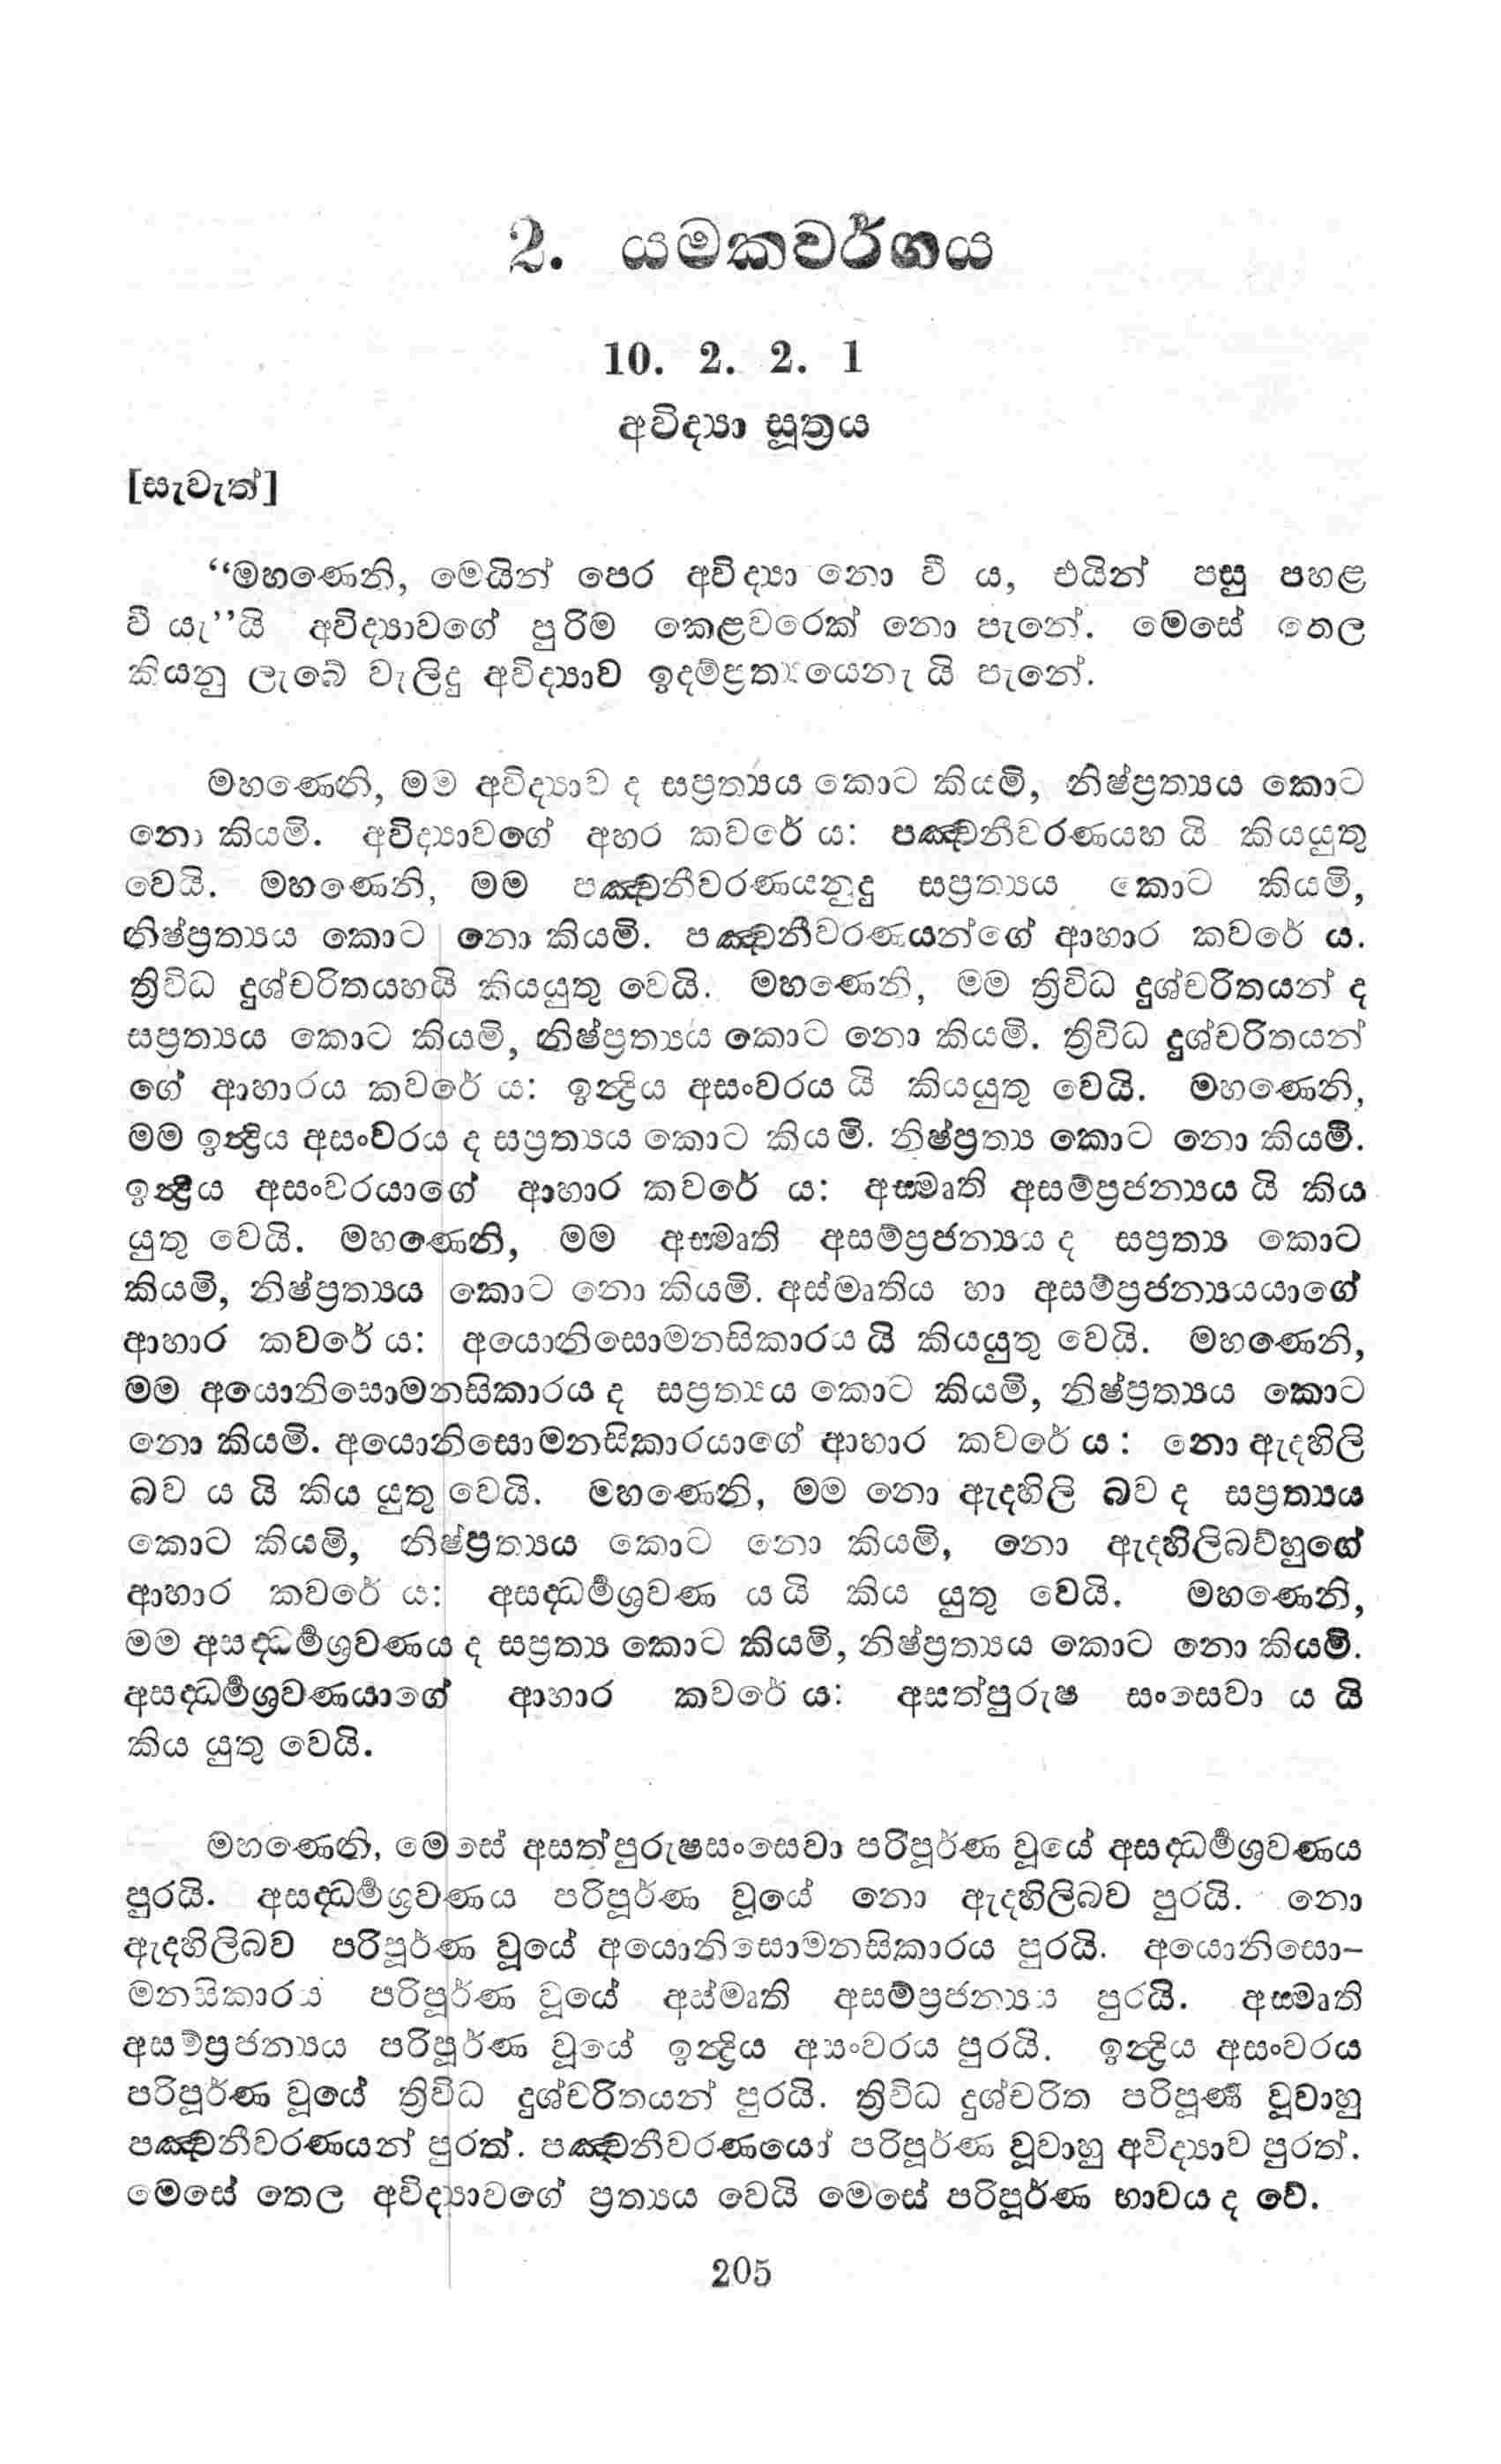 2. යමකවර්ගය
10. 2. 2. 1
අවිද්‍යා සූත්‍රය
[සැවැත්]
“මහණෙනි, මෙයින් පෙර අවිද්‍යා නො වී ය, එයින් පසු පහළ
වී යැ”යි අවිද්‍යාවගේ පුරිම කෙළවරෙක් නො පැනේ. මෙසේ තෙල
කියනු ලැබේ වැලිදු අවිද්‍යාව ඉදම්ප්‍රත්‍යයෙනැ යි පැනේ.
මහණෙනි, මම අවිද්‍යාව ද සප්‍රත්‍යය කොට කියමි, නිෂ්ප්‍රත්‍යය කොට
නො කියමි. අවිද්‍යාවගේ අහර කවරේ ය: පඤ්චනීවරණයහ යි කියයුතු
වෙයි. මහණෙනි, මම පඤ්චනීවරණයනුදු සප්‍රත්‍යය කොට කියමි,
නිෂ්ප්‍රත්‍යය කොට නො කියමි. පඤ්චනීවරණයන්ගේ ආහාර කවරේ ය.
ත්‍රිවිධ දුශ්චරිතයහයි කියයුතු වෙයි. මහණෙනි, මම ත්‍රිවිධ දුශ්චරිතයන් ද
සප්‍රත්‍යය කොට කියමි, නිෂ්ප්‍රත්‍යය කොට නො කියමි. ත්‍රිවිධ දුශ්චරිතයන්
ගේ ආහාරය කවරේ ය: ඉන්‍ද්‍රිය අසංවරය යි කියයුතු වෙයි. මහණෙනි,
මම ඉන්‍ද්‍රිය අසංවරය ද සප්‍රත්‍යය කොට කියමි. නිෂ්ප්‍රත්‍ය කොට නො කියමි.
ඉන්‍ද්‍රිය අසංවරයාගේ ආහාර කවරේ ය: අස්මෘති අසම්ප්‍රජන්‍යය යි කිය
යුතු වෙයි. මහණෙනි, මම අස්මෘති අසම්ප්‍රජන්‍යය ද සප්‍රත්‍ය කොට
කියමි, නිෂ්ප්‍රත්‍යය කොට නො කියමි. අස්මෘතිය හා අසම්ප්‍රජන්‍යයයාගේ
ආහාර කවරේ ය: අයොනිසොමනසිකාරය යි කියයුතු වෙයි. මහණෙනි,
මම අයොනිසොමනසිකාරය ද සප්‍රත්‍යය කොට කියමි, නිෂ්ප්‍රත්‍යය කොට
නො කියමි. අයොනිසොමනසිකාරයාගේ ආහාර කවරේ ය: නො ඇදහිලි
බව ය යි කිය යුතු වෙයි. මහණෙනි, මම නො ඇදහිලි බව ද සප්‍රත්‍යය
කොට කියමි, නිෂ්ප්‍රත්‍යය කොට නො කියමි, නො ඇදහිලිබව්හුගේ
ආහාර කවරේ ය: අසද්ධර්‍මශ්‍රවණ ය යි කිය යුතු වෙයි. මහණෙනි,
මම අසද්ධර්‍මශ්‍රවණය ද සප්‍රත්‍ය කොට කියමි, නිෂ්ප්‍රත්‍යය කොට නො කියමි.
අසද්ධර්‍මශ්‍රවණයාගේ ආහාර කවරේ ය: අසත්පුරුෂ සංසෙවා ය යි
කිය යුතු වෙයි.
මහණෙනි, මෙසේ අසත්පුරුෂසංසෙවා පරිපූර්ණ වූයේ අසද්ධර්‍මශ්‍රවණය
පුරයි. අසද්ධර්‍මශ්‍රවණය පරිපූර්ණ වූයේ නො ඇදහිලිබව පුරයි. නො
ඇදහිලිබව පරිපූර්ණ වූයේ අයොනිසොමනසිකාරය පුරයි. අයොනිසො-
මනසිකාරය පරිපූර්ණ වූයේ අස්මෘති අසම්ප්‍රජන්‍යය පුරයි. අස්මෘති
අසම්ප්‍රජන්‍යය පරිපූර්ණ වූයේ ඉන්‍ද්‍රිය අසංවරය පුරයි. ඉන්‍ද්‍රිය අසංවරය
පරිපූර්ණ වූයේ ත්‍රිවිධ දුශ්චරිතයන් පුරයි. ත්‍රිවිධ දුශ්චරිත පරිපූර්‍ණ වූවාහු
පඤ්චනීවරණයන් පුරත්. පඤ්චනීවරණයෝ පරිපූර්ණ වූවාහු අවිද්‍යාව පුරත්.
මෙසේ තෙල අවිද්‍යාවගේ ප්‍රත්‍යය වෙයි මෙසේ පරිපූර්ණ භාවය ද වේ.
205